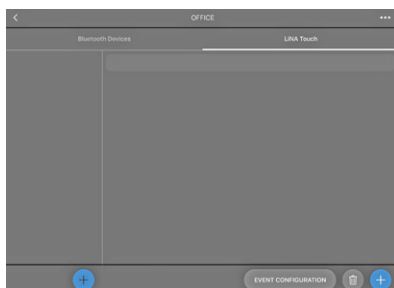 OFFICE
Bluetooth Devices
LiNA Touch
EVENT CONFIGURATION